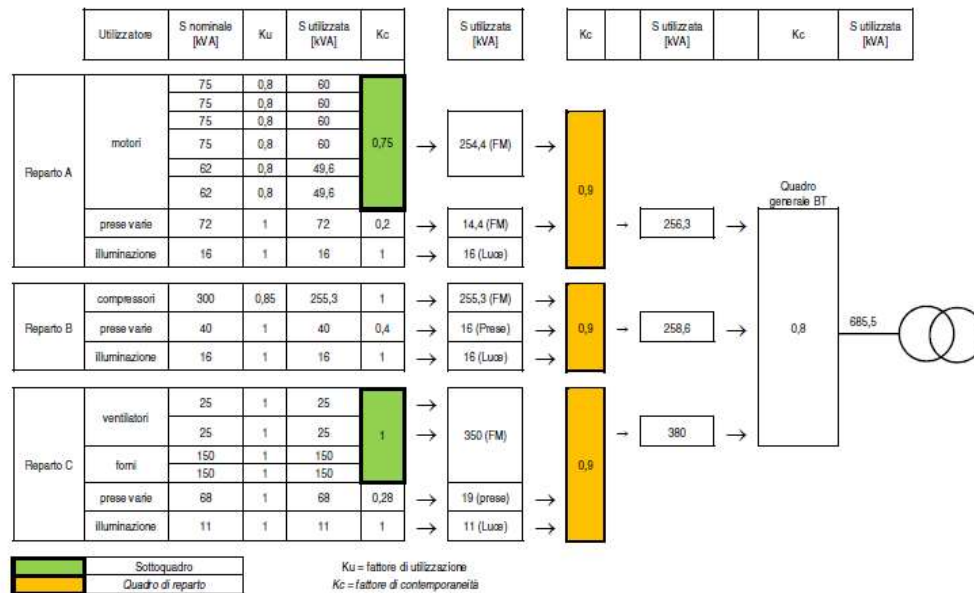 Utilizzatore S nominale [kVA] Ku S utilizzata [kVA] Kc S utilizzata [kVA] Kc S utilizzata [kVA] Kc S utilizzata [kVA]
Reparto A
motori
75 0,8 60
75 0,8 60
75 0,8 60
75 0,8 60
62 0,8 49,6
62 0,8 49,6
0,75 → 254,4 (FM) →
prese varie 72 1 72 0,2 → 14,4 (FM) →
illuminazione 16 1 16 1 → 16 (Luce)
0,9 → 256,3 →
Quadro
generale BT
Reparto B
compressori 300 0,85 255,3 1 → 255,3 (FM) →
prese varie 40 1 40 0,4 → 16 (Prese) →
illuminazione 16 1 16 1 → 16 (Luce) →
0,9 → 258,6 →
0,8
685,5
Reparto C
ventilatori
25 1 25 →
25 1 25 →
forni
150 1 150
150 1 150
1 350 (FM)
prese varie 68 1 68 0,28 → 19 (prese) →
illuminazione 11 1 11 1 → 11 (Luce) →
0,9 → 380 →
Sottoquadro
Quadro di reparto
Ku = fattore di utilizzazione
Kc = fattore di contemporaneità